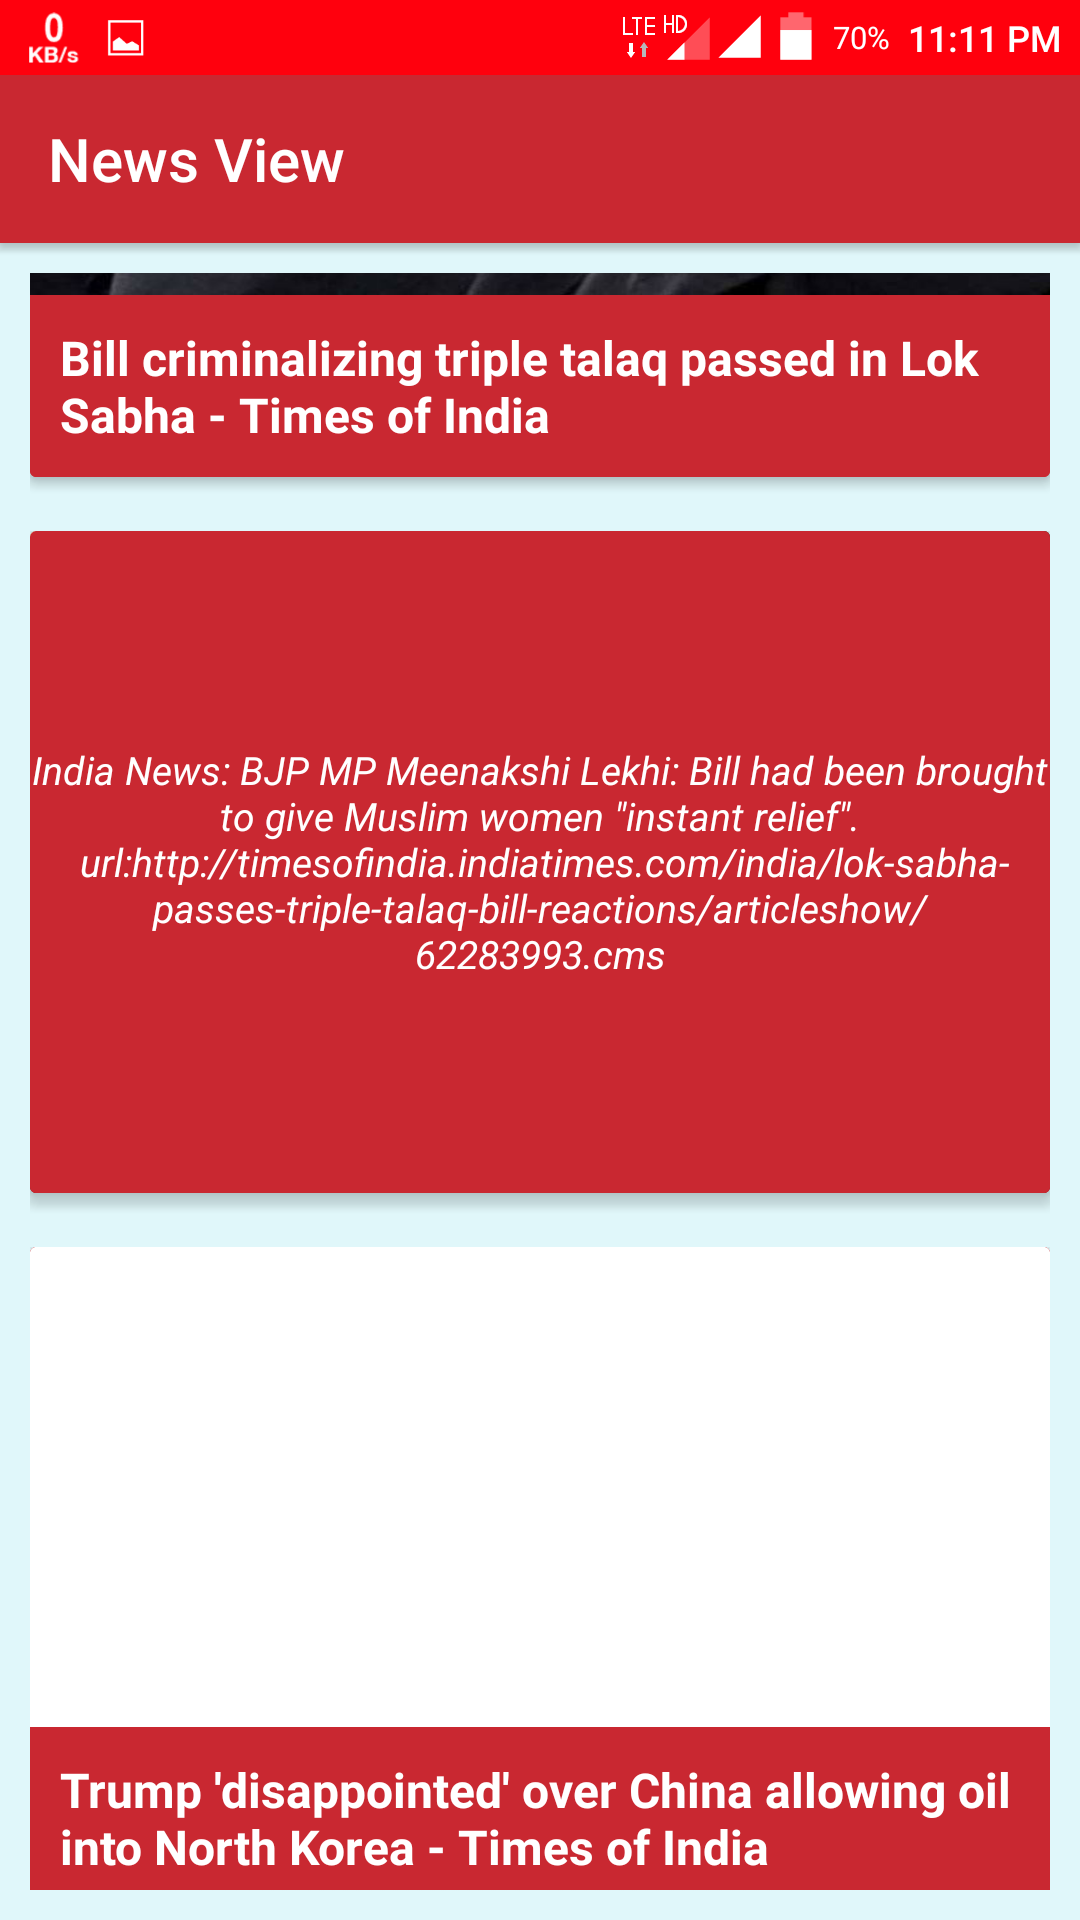 0
KB/s
LTE HD
70%
11:11 PM
News View
Bill criminalizing triple talaq passed in Lok
Sabha - Times of India
India News: BJP MP Meenakshi Lekhi: Bill had been brought
to give Muslim women "instant relief".
url:http://timesofindia.indiatimes.com/india/lok-sabha-
passes-triple-talaq-bill-reactions/articleshow/
62283993.cms
Trump 'disappointed' over China allowing oil
into North Korea - Times of India